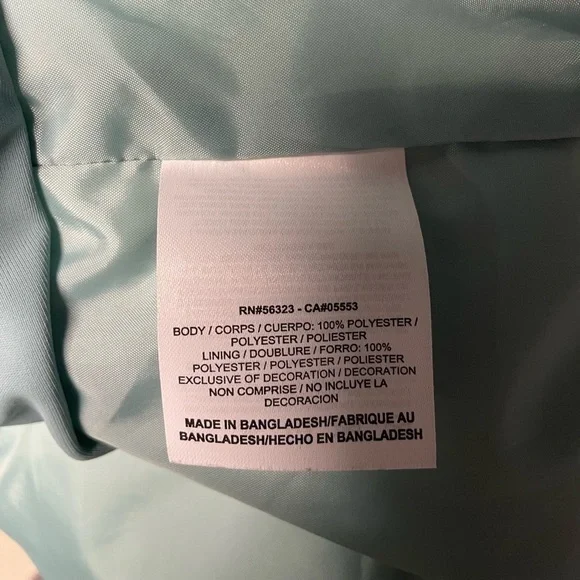 RN#56323 - CA#05553
BODY / CORPS / CUERPO: 100% POLYESTER /
POLYESTER / POLIESTER
LINING / DOUBLURE / FORRO: 100%
POLYESTER / POLYESTER / POLIESTER
EXCLUSIVE OF DECORATION / DECORATION
NON COMPRISE / NO INCLUYE LA
DECORACION
MADE IN BANGLADESH/FABRIQUE AU
BANGLADESH/HECHO EN BANGLADESH